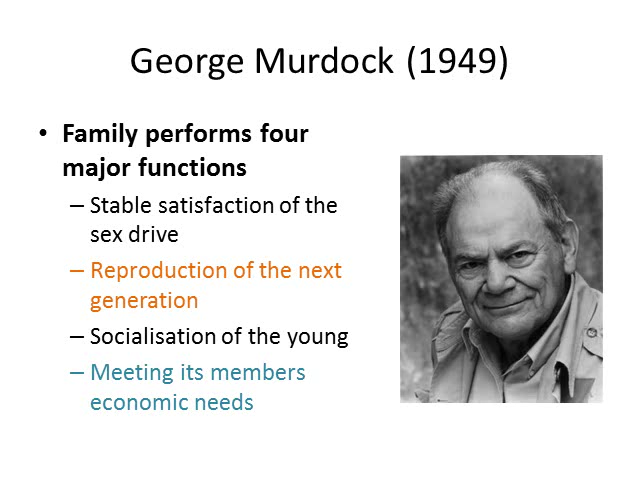 George Murdock (1949)
• Family performs four
major functions
– Stable satisfaction of the
sex drive
– Reproduction of the next
generation
– Socialisation of the young
– Meeting its members
economic needs